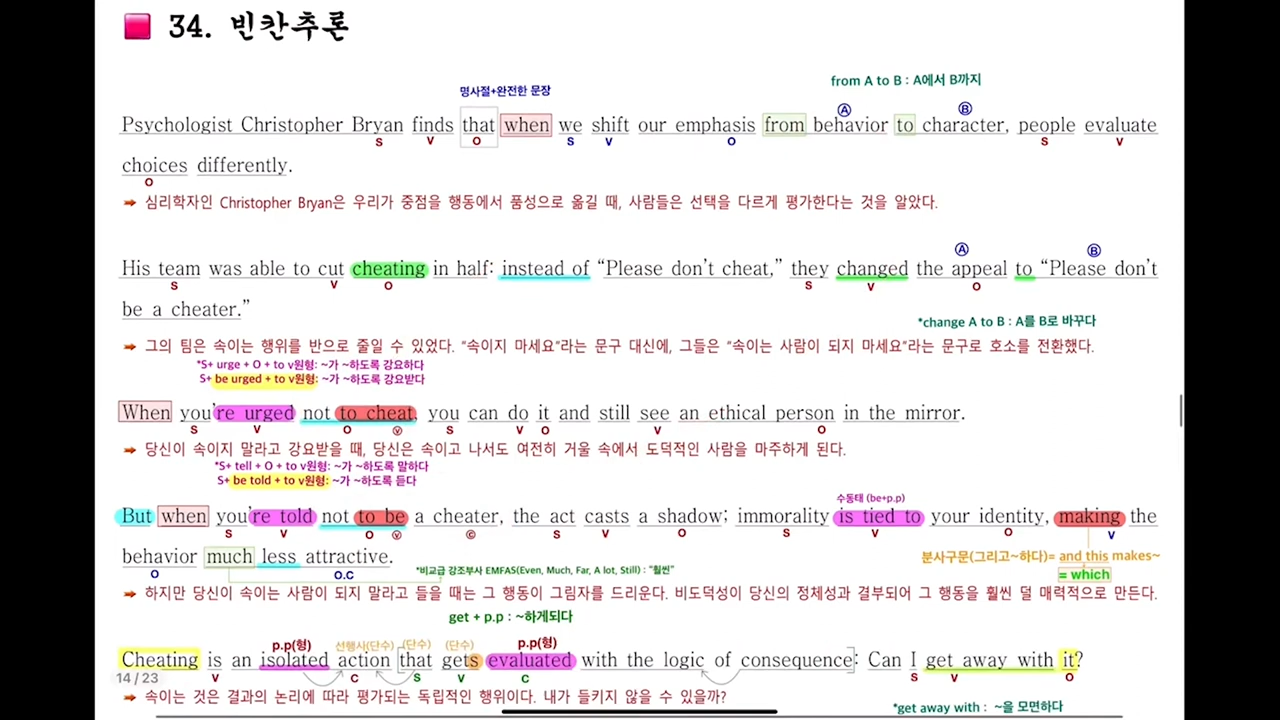 34. 빈칸추론
from A to B : A에서 B까지
명사절+완전한 문장
Ⓐ Ⓑ
Psychologist Christopher Bryan finds that when we shift our emphasis from behavior to character, people evaluate
S V O S V O S V
choices differently.
O
➡ 심리학자인 Christopher Bryan은 우리가 중점을 행동에서 품성으로 옮길 때, 사람들은 선택을 다르게 평가한다는 것을 알았다.
Ⓐ Ⓑ
His team was able to cut cheating in half: instead of “Please don’t cheat,” they changed the appeal to “Please don’t
S V O S V O
be a cheater.”
*change A to B : A를 B로 바꾸다
➡ 그의 팀은 속이는 행위를 반으로 줄일 수 있었다. “속이지 마세요”라는 문구 대신에, 그들은 “속이는 사람이 되지 마세요”라는 문구로 호소를 전환했다.
*S+ urge + O + to v원형: ~가 ~하도록 강요하다
S+ be urged + to v원형: ~가 ~하도록 강요받다
When you’re urged not to cheat, you can do it and still see an ethical person in the mirror.
S V O ⓥ S V O V O
➡ 당신이 속이지 말라고 강요받을 때, 당신은 속이고 나서도 여전히 거울 속에서 도덕적인 사람을 마주하게 된다.
*S+ tell + O + to v원형: ~가 ~하도록 말하다
S+ be told + to v원형: ~가 ~하도록 듣다
수동태 (be+p.p)
But when you’re told not to be a cheater, the act casts a shadow; immorality is tied to your identity, making the
S V O ⓥ ⓒ S V O S V O V
behavior much less attractive.
분사구문(그리고~하다)= and this makes~
O O.C
*비교급 강조부사 EMFAS(Even, Much, Far, A lot, Still) : "훨씬"
= which
➡ 하지만 당신이 속이는 사람이 되지 말라고 들을 때는 그 행동이 그림자를 드리운다. 비도덕성이 당신의 정체성과 결부되어 그 행동을 훨씬 덜 매력적으로 만든다.
get + p.p : ~하게되다
p.p(형) 선행사(단수) (단수) (단수) p.p(형)
Cheating is an isolated action [that gets evaluated with the logic of consequence]: Can I get away with it?
V C S V C S V O
14 / 23
➡ 속이는 것은 결과의 논리에 따라 평가되는 독립적인 행위이다. 내가 들키지 않을 수 있을까?
*get away with : ~을 모면하다